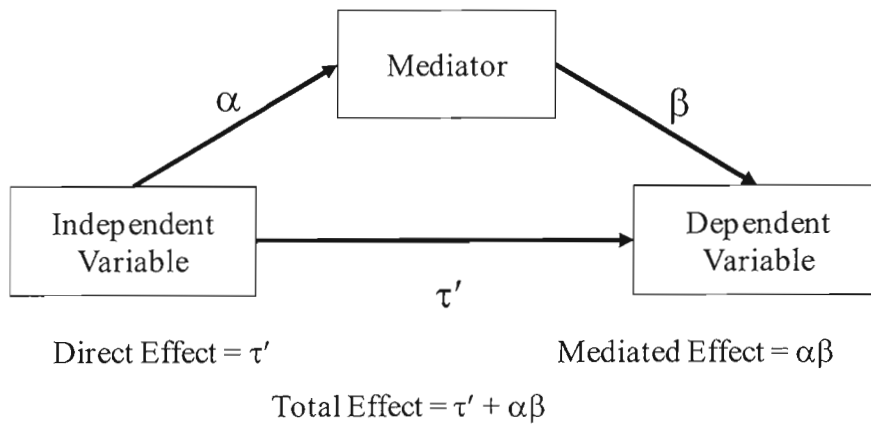 Mediator
α
β
Independent
Variable
Dependent
Variable
τ′
Direct Effect = τ′
Mediated Effect = αβ
Total Effect = τ′ + αβ